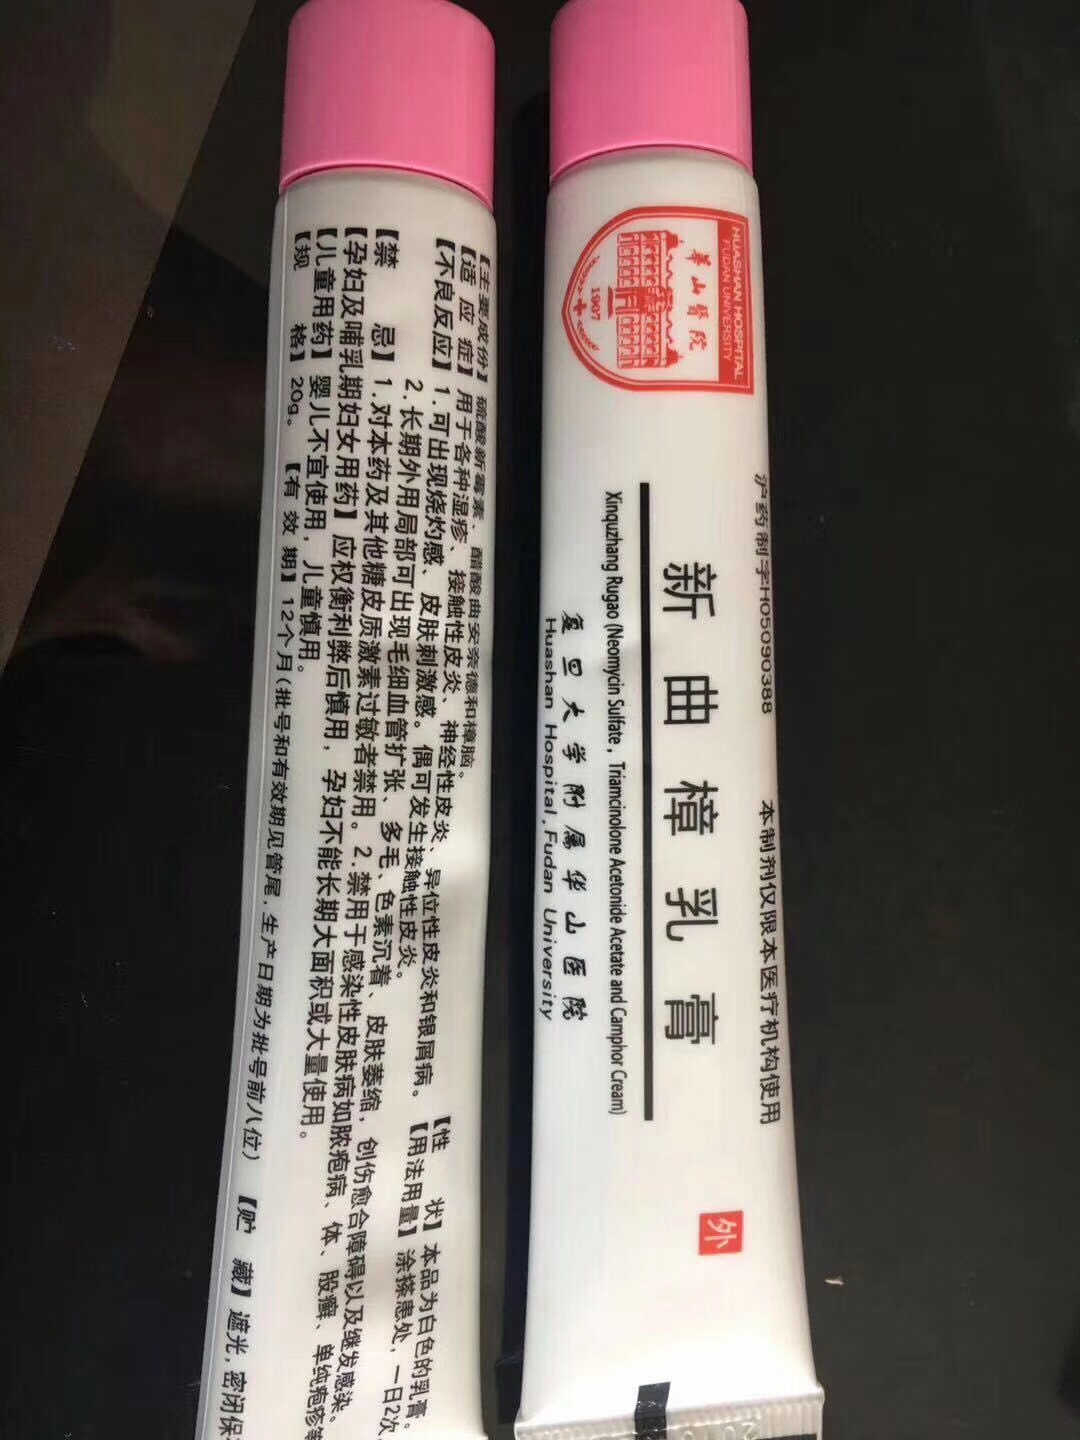 HUASHAN HOSPITAL
FUDAN UNIVERSITY
華山醫院
1907
沪药制字H05090388 本制剂仅限本医疗机构使用
新曲樟乳膏
Xinquzhang Rugao (Neomycin Sulfate, Triamcinolone Acetonide Acetate and Camphor Cream)
复旦大学附属华山医院
Huashan Hospital, Fudan University
外
【主要成份】硫酸新霉素、醋酸曲安奈德和樟脑。
【适应症】用于各种湿疹、接触性皮炎、神经性皮炎、异位性皮炎和银屑病。 【性状】本品为白色的乳膏。
【不良反应】1.可出现烧灼感、皮肤刺激感。偶可发生接触性皮炎。 【用法用量】涂搽患处，一日2次
2.长期外用局部可出现毛细血管扩张、多毛、色素沉着、皮肤萎缩，创伤愈合障碍以及继发感染。
【禁忌】1.对本药及其他糖皮质激素过敏者禁用。2.禁用于感染性皮肤病如脓疱病、体、股癣、单纯疱疹等
【孕妇及哺乳期妇女用药】应权衡利弊后慎用，孕妇不能长期大面积或大量使用。
【儿童用药】婴儿不宜使用，儿童慎用。
【规格】20g。 【有效期】12个月(批号和有效期见管尾，生产日期为批号前八位) 【贮藏】遮光，密闭保